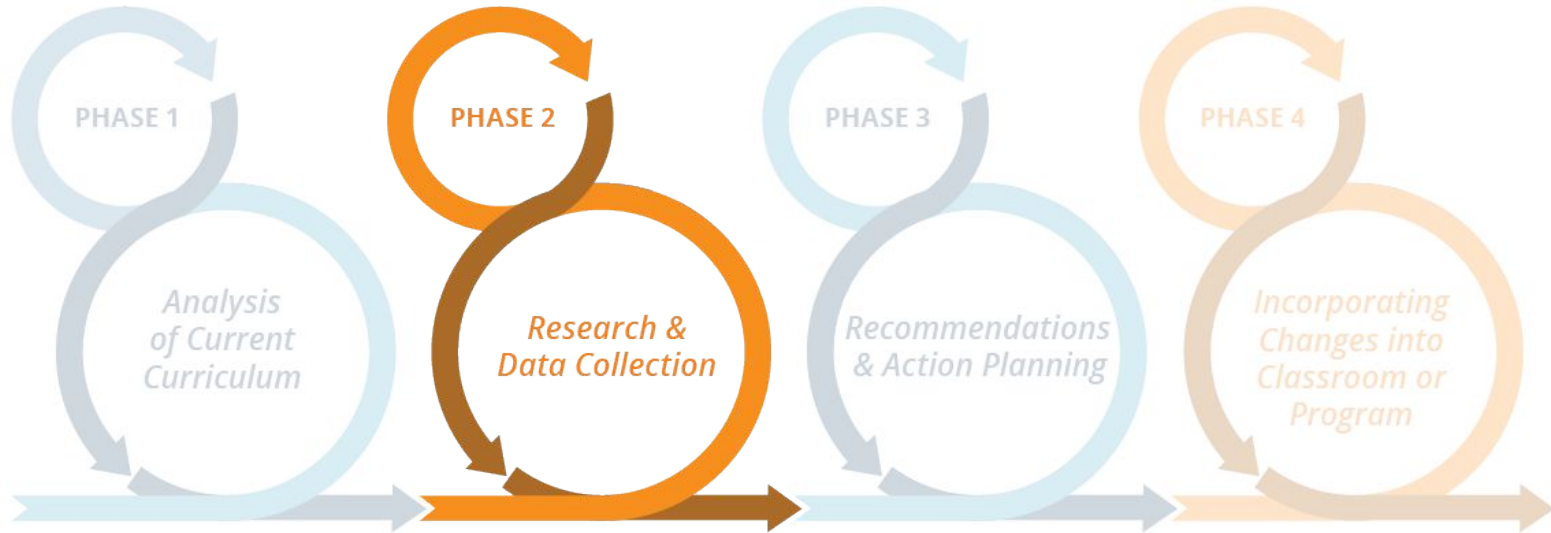 PHASE 1
Analysis
of Current
Curriculum
PHASE 2
Research &
Data Collection
PHASE 3
Recommendations
& Action Planning
PHASE 4
Incorporating
Changes into
Classroom or
Program